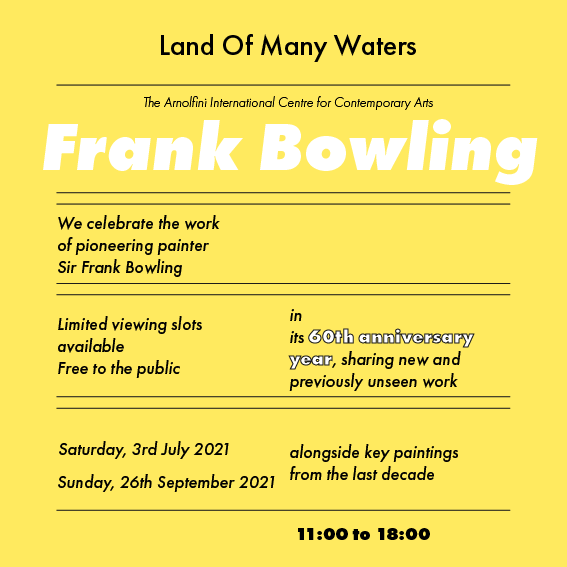 Land Of Many Waters
The Arnolfini International Centre for Contemporary Arts
Frank Bowling
We celebrate the work
of pioneering painter
Sir Frank Bowling
Limited viewing slots
available
Free to the public
in
its 60th anniversary
year, sharing new and
previously unseen work
Saturday, 3rd July 2021
Sunday, 26th September 2021
alongside key paintings
from the last decade
11:00 to 18:00